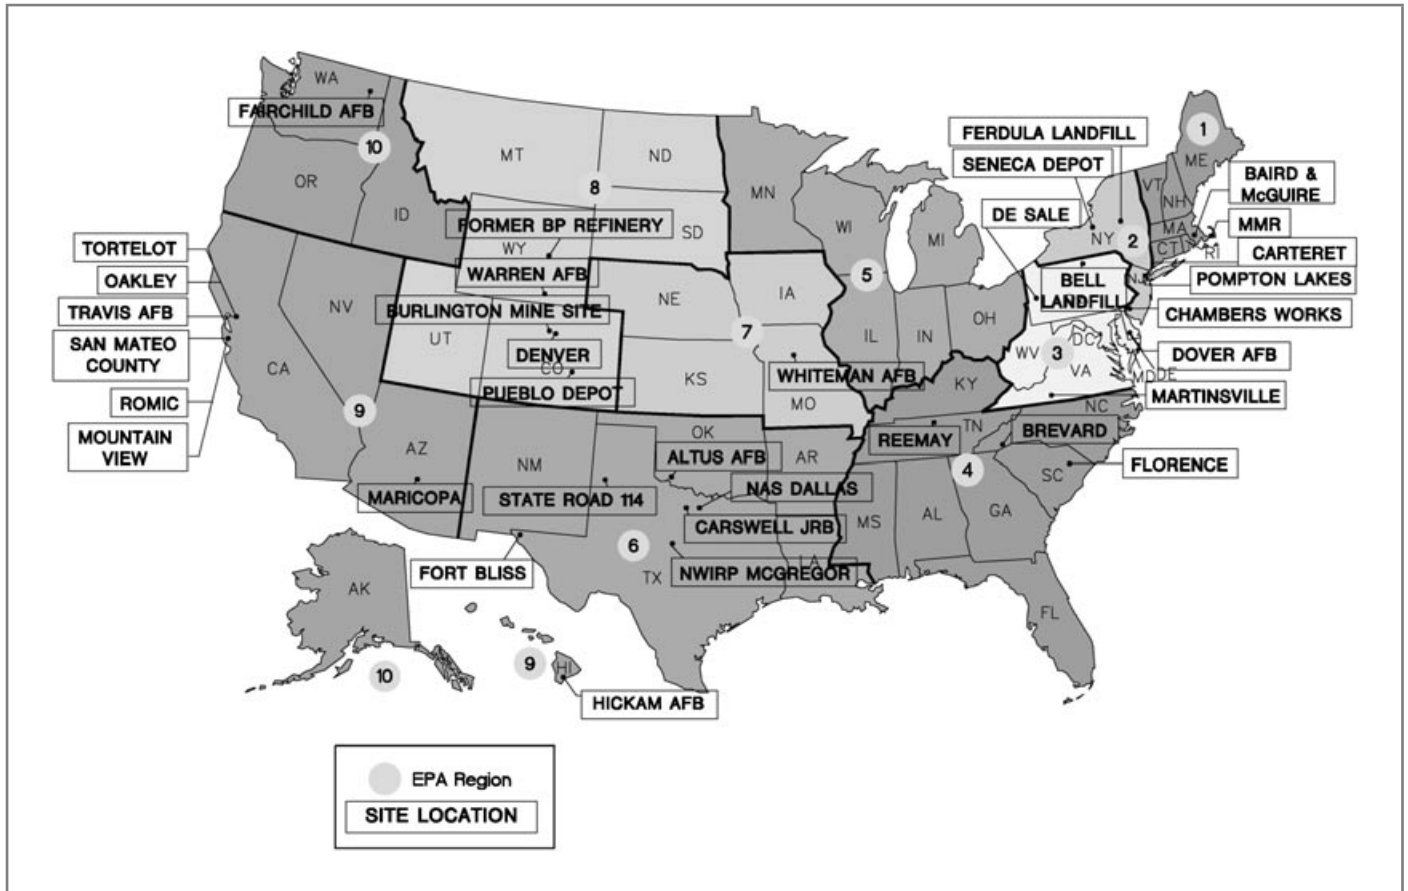 WA
FAIRCHILD AFB
10
MT
ND
8
OR
ID
MN
FERDULA LANDFILL
SENECA DEPOT
1
ME
BAIRD &
McGUIRE
VT
NH
MMR
DE SALE
FORMER BP REFINERY
WY
SD
WI
MI
NY
2
MA
CT
RI
CARTERET
TORTELOT
OAKLEY
TRAVIS AFB
SAN MATEO
COUNTY
ROMIC
MOUNTAIN
VIEW
WARREN AFB
5
BELL
LANDFILL
POMPTON LAKES
NV
BURLINGTON MINE SITE
NE
IA
CHAMBERS WORKS
UT
7
IL
IN
OH
DC
WV
3
DENVER
CO
DOVER AFB
CA
KS
WHITEMAN AFB
VA
MD
DE
PUEBLO DEPOT
MO
KY
MARTINSVILLE
9
NC
OK
TN
REEMAY
BREVARD
AZ
NM
ALTUS AFB
AR
4
SC
FLORENCE
MARICOPA
STATE ROAD 114
NAS DALLAS
CARSWELL JRB
MS
AL
GA
6
LA
FORT BLISS
TX
NWIRP MCGREGOR
AK
FL
10
9
HI
HICKAM AFB
EPA Region
SITE LOCATION